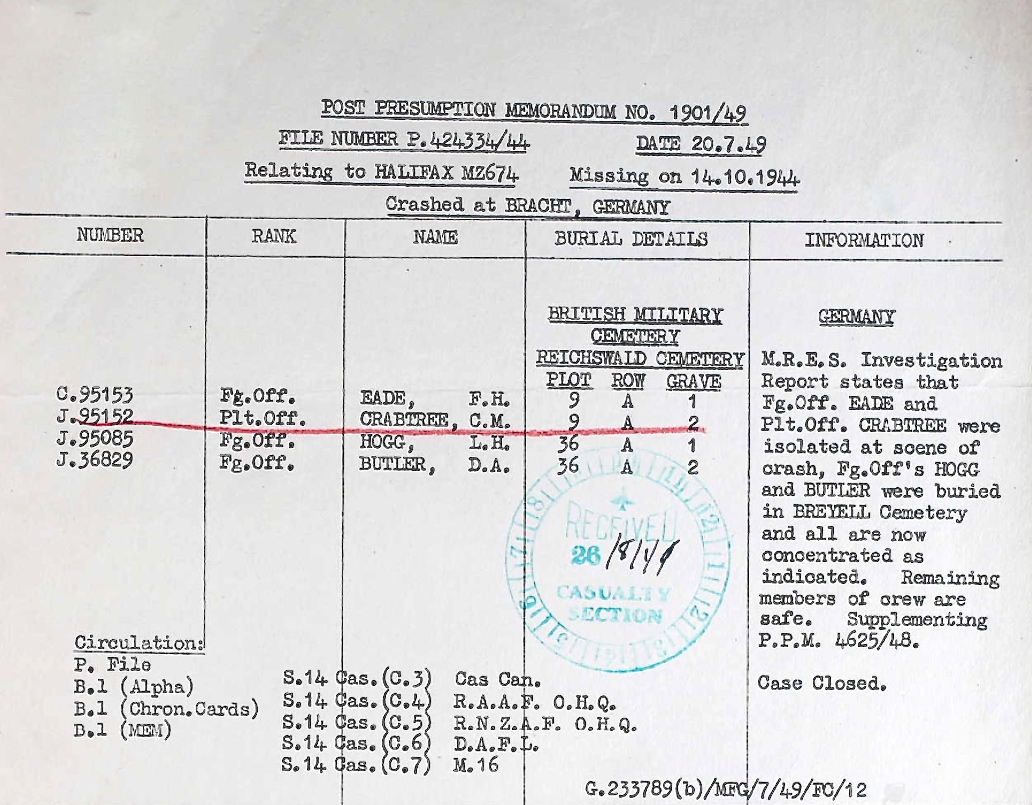 POST PRESUMPTION MEMORANDUM NO. 1901/49
FILE NUMBER P.424334/44 DATE 20.7.49
Relating to HALIFAX MZ674 Missing on 14.10.1944
Crashed at BRACHT, GERMANY
NUMBER RANK NAME BURIAL DETAILS INFORMATION
BRITISH MILITARY
CEMETERY
REICHSWALD CEMETERY
PLOT ROW GRAVE
C.95153 Fg.Off. EADE, F.H. 9 A 1
J.95152 Plt.Off. CRABTREE, C.M. 9 A 2
J.95085 Fg.Off. HOGG, L.H. 36 A 1
J.36829 Fg.Off. BUTLER, D.A. 36 A 2
GERMANY
M.R.E.S. Investigation
Report states that
Fg.Off. EADE and
Plt.Off. CRABTREE were
isolated at scene of
crash, Fg.Off's HOGG
and BUTLER were buried
in BREYELL Cemetery
and all are now
concentrated as
indicated. Remaining
members of crew are
safe. Supplementing
P.P.M. 4625/48.
Case Closed.
RECEIVED
26/8/49
CASUALTY
SECTION
Circulation:
P. File
B.1 (Alpha)
B.1 (Chron.Cards)
B.1 (MEM)
S.14 Cas.(C.3) Cas Can.
S.14 Cas.(C.4) R.A.A.F. O.H.Q.
S.14 Cas.(C.5) R.N.Z.A.F. O.H.Q.
S.14 Cas.(C.6) D.A.F.L.
S.14 Cas.(C.7) M.16
G.233789(b)/MFG/7/49/FC/12